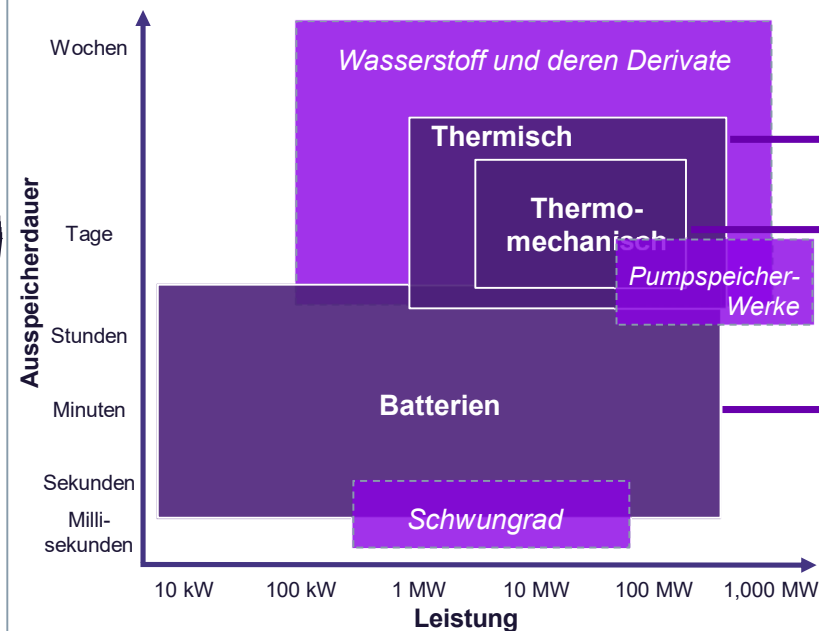 Wochen
Wasserstoff und deren Derivate
Thermisch
Thermo-
mechanisch
Tage
Pumpspeicher-
Werke
Ausspeicherdauer
Stunden
Minuten
Batterien
Sekunden
Milli-
sekunden
Schwungrad
10 kW
100 kW
1 MW
10 MW
100 MW
1,000 MW
Leistung